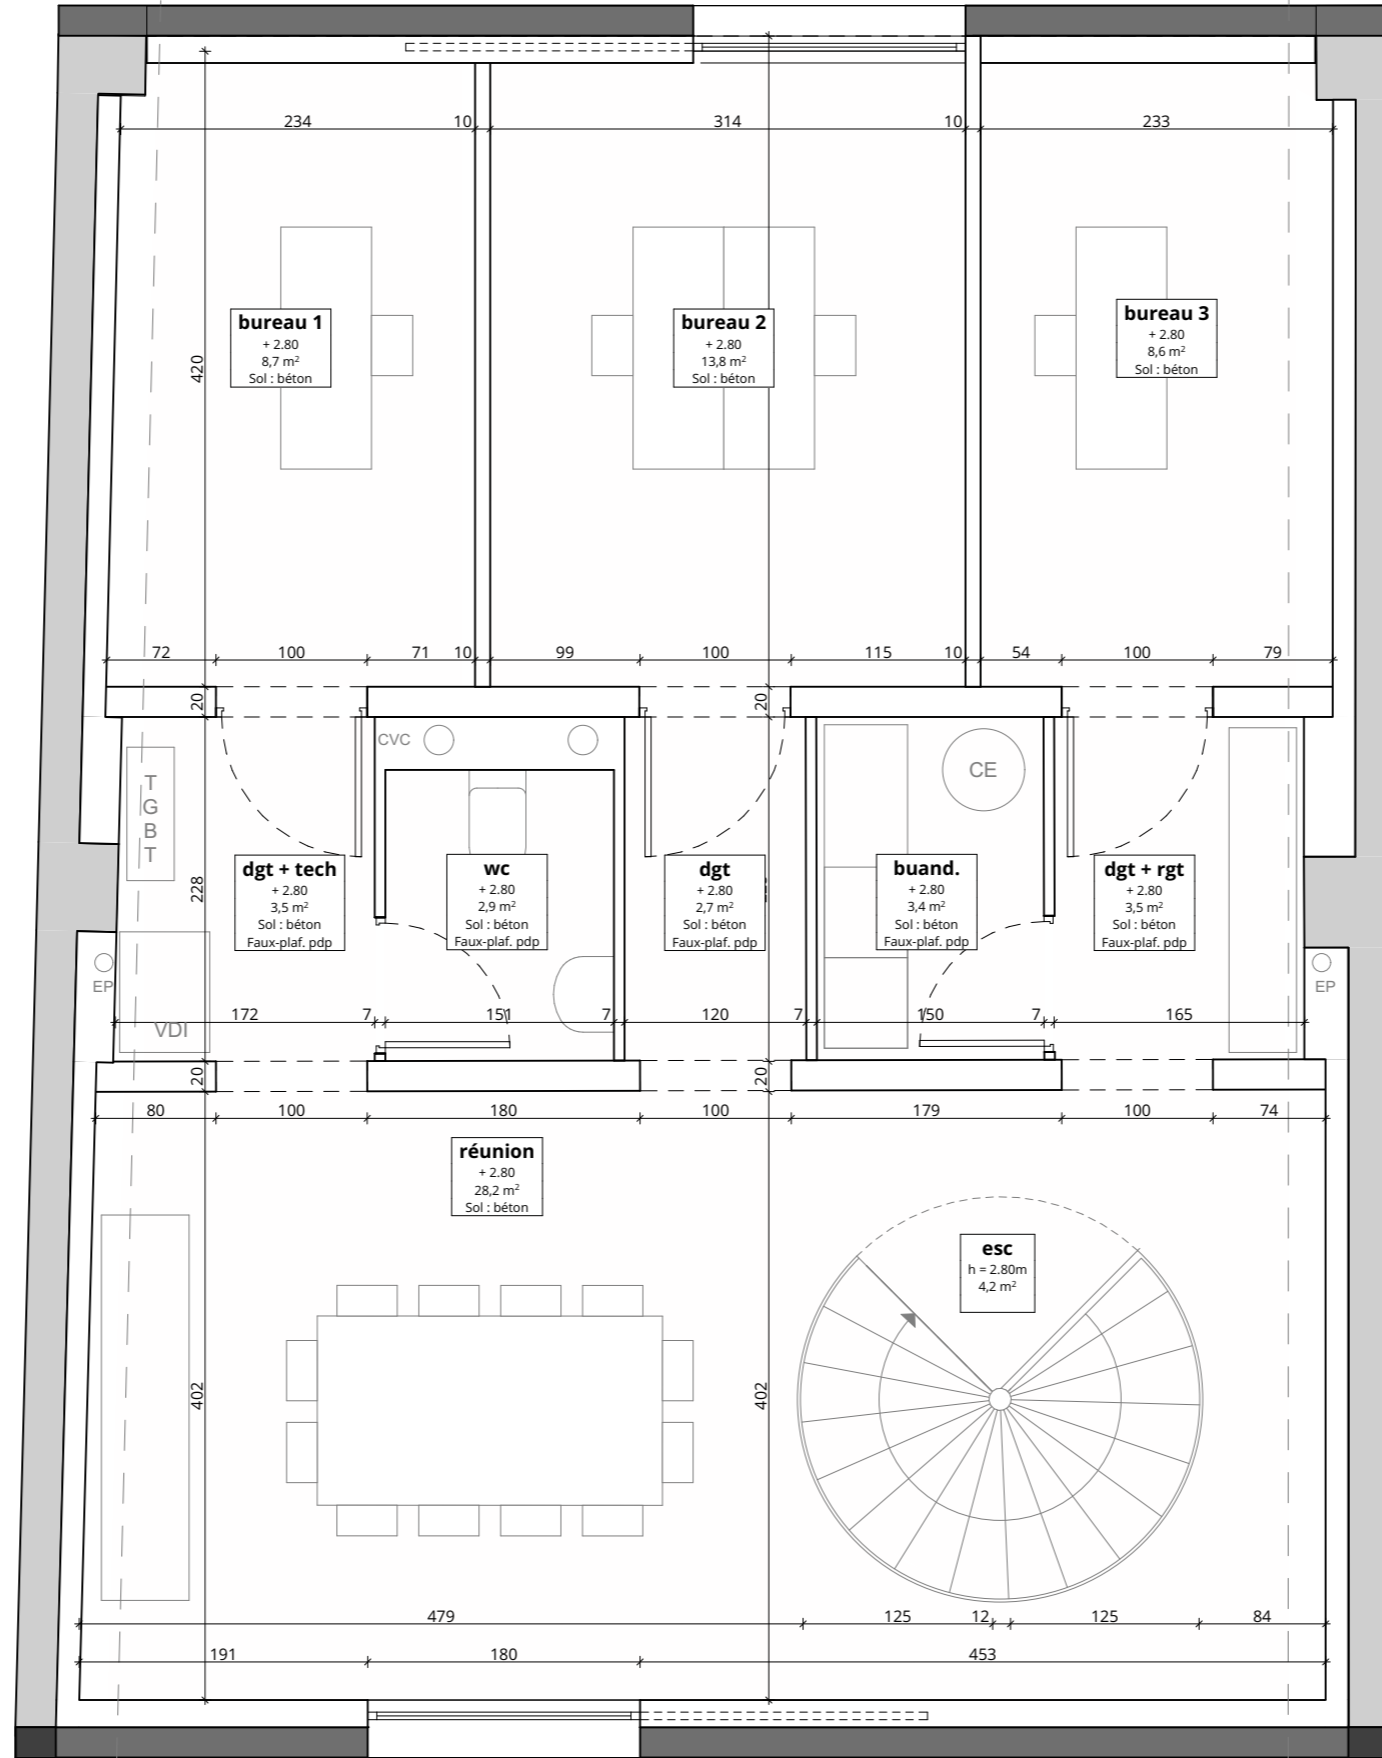 234 10 314 10 233
bureau 1
+ 2.80
8,7 m²
Sol : béton
bureau 2
+ 2.80
13,8 m²
Sol : béton
bureau 3
+ 2.80
8,6 m²
Sol : béton
420
72 100 71 10 99 100 115 10 54 100 79
20 20
CVC
CE
T
G
B
T
dgt + tech
+ 2.80
3,5 m²
Sol : béton
Faux-plaf. pdp
wc
+ 2.80
2,9 m²
Sol : béton
Faux-plaf. pdp
dgt
+ 2.80
2,7 m²
Sol : béton
Faux-plaf. pdp
buand.
+ 2.80
3,4 m²
Sol : béton
Faux-plaf. pdp
dgt + rgt
+ 2.80
3,5 m²
Sol : béton
Faux-plaf. pdp
228
EP EP
VDI
172 7 151 7 120 7 150 7 165
20 20
80 100 180 100 179 100 74
réunion
+ 2.80
28,2 m²
Sol : béton
esc
h = 2.80m
4,2 m²
402 402
479 125 12 125 84
191 180 453